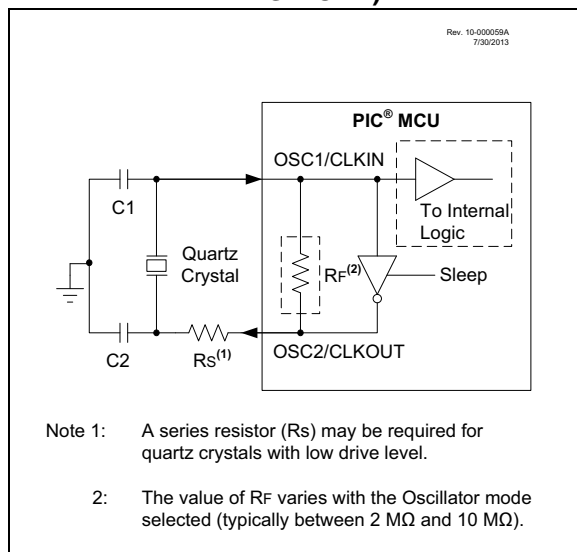 Rev. 10-000059A
7/30/2013
PIC® MCU
OSC1/CLKIN
C1
To Internal
Logic
Quartz
Crystal
RF(2)
Sleep
C2
RS(1)
OSC2/CLKOUT
Note 1: A series resistor (Rs) may be required for
quartz crystals with low drive level.
2: The value of RF varies with the Oscillator mode
selected (typically between 2 MΩ and 10 MΩ).